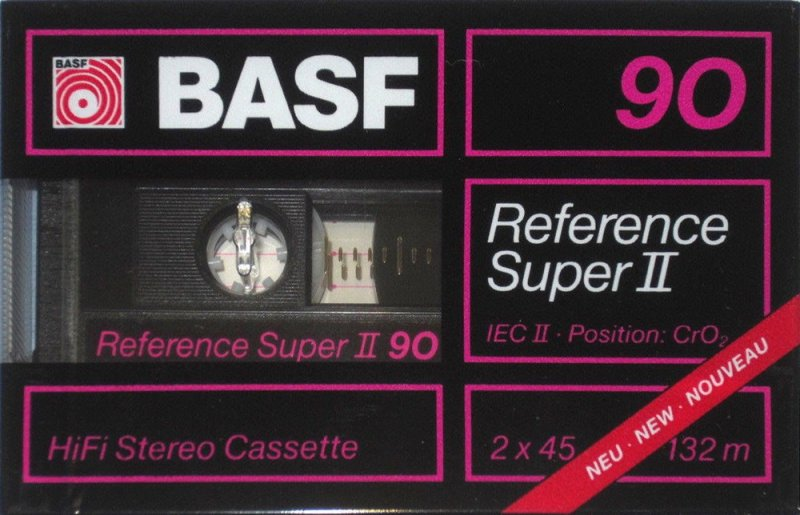 BASF
BASF
90
Reference
Super II
IEC II · Position: CrO₂
Reference Super II 90
HiFi Stereo Cassette
2 x 45
132 m
NEU · NEW · NOUVEAU